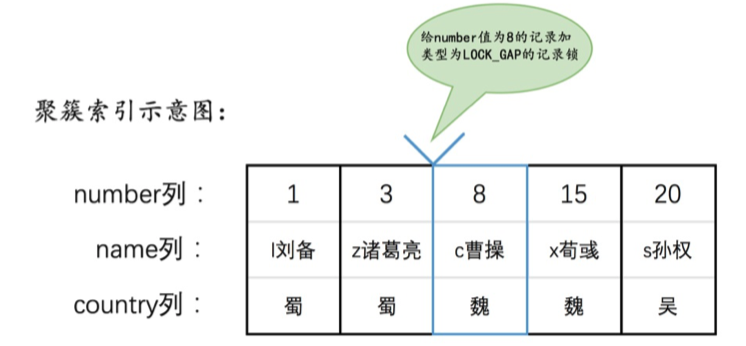 给number值为8的记录加
类型为LOCK_GAP的记录锁
聚簇索引示意图：
number列： 1 3 8 15 20
name列： l刘备 z诸葛亮 c曹操 x荀彧 s孙权
country列： 蜀 蜀 魏 魏 吴